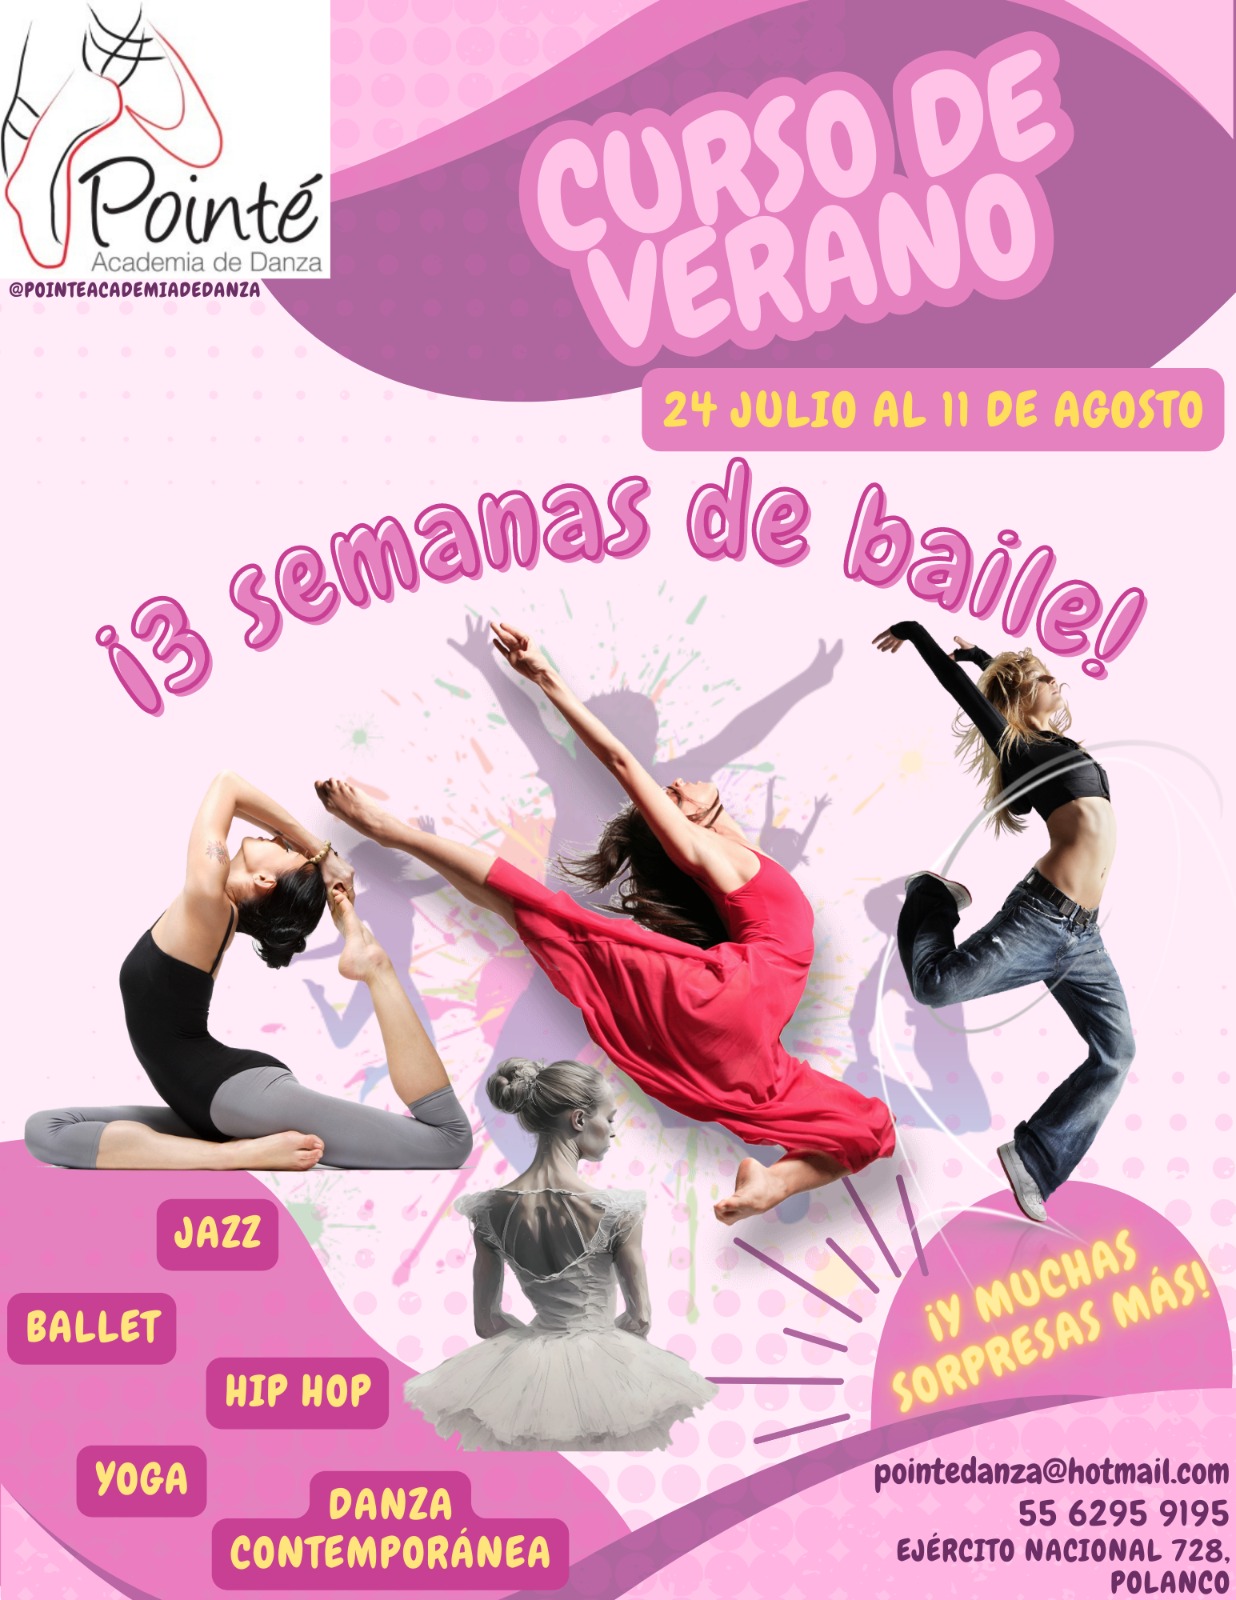 Pointé
Academia de Danza
@POINTEACADEMIADEDANZA
CURSO DE
VERANO
24 JULIO AL 11 DE AGOSTO
¡3 semanas de baile!
JAZZ
BALLET
HIP HOP
YOGA
DANZA
CONTEMPORÁNEA
¡Y MUCHAS
SORPRESAS MÁS!
pointedanza@hotmail.com
55 6295 9195
EJÉRCITO NACIONAL 728,
POLANCO